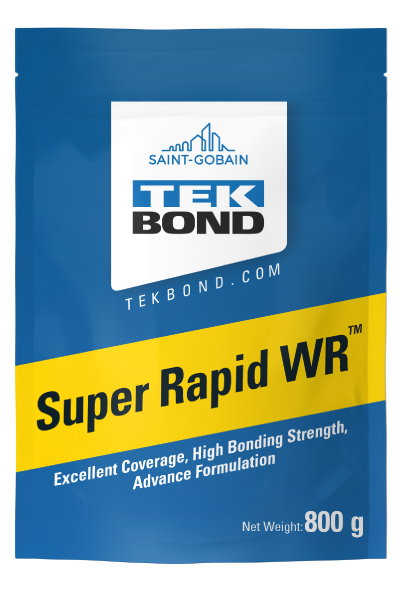 SAINT-GOBAIN
TEK
BOND
TEKBOND.COM
Super Rapid WR™
Excellent Coverage, High Bonding Strength,
Advance Formulation
Net Weight: 800 g